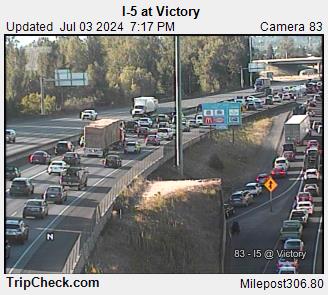 I-5 at Victory
Updated  Jul 03 2024  7:17 PM
Camera 83
N
83 - I5 @ Victory
TripCheck.com
Milepost306.80